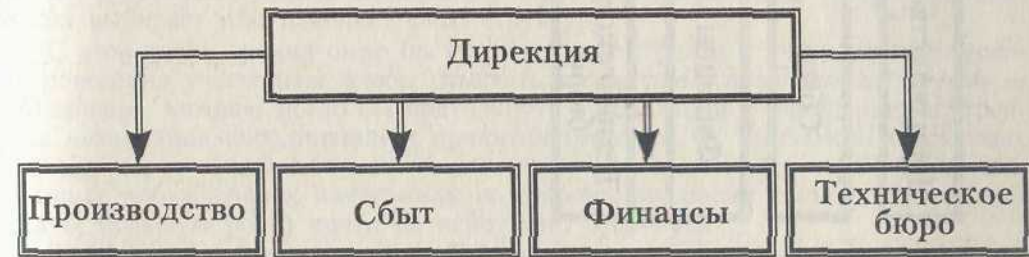 Дирекция
Производство
Сбыт
Финансы
Техническое
бюро